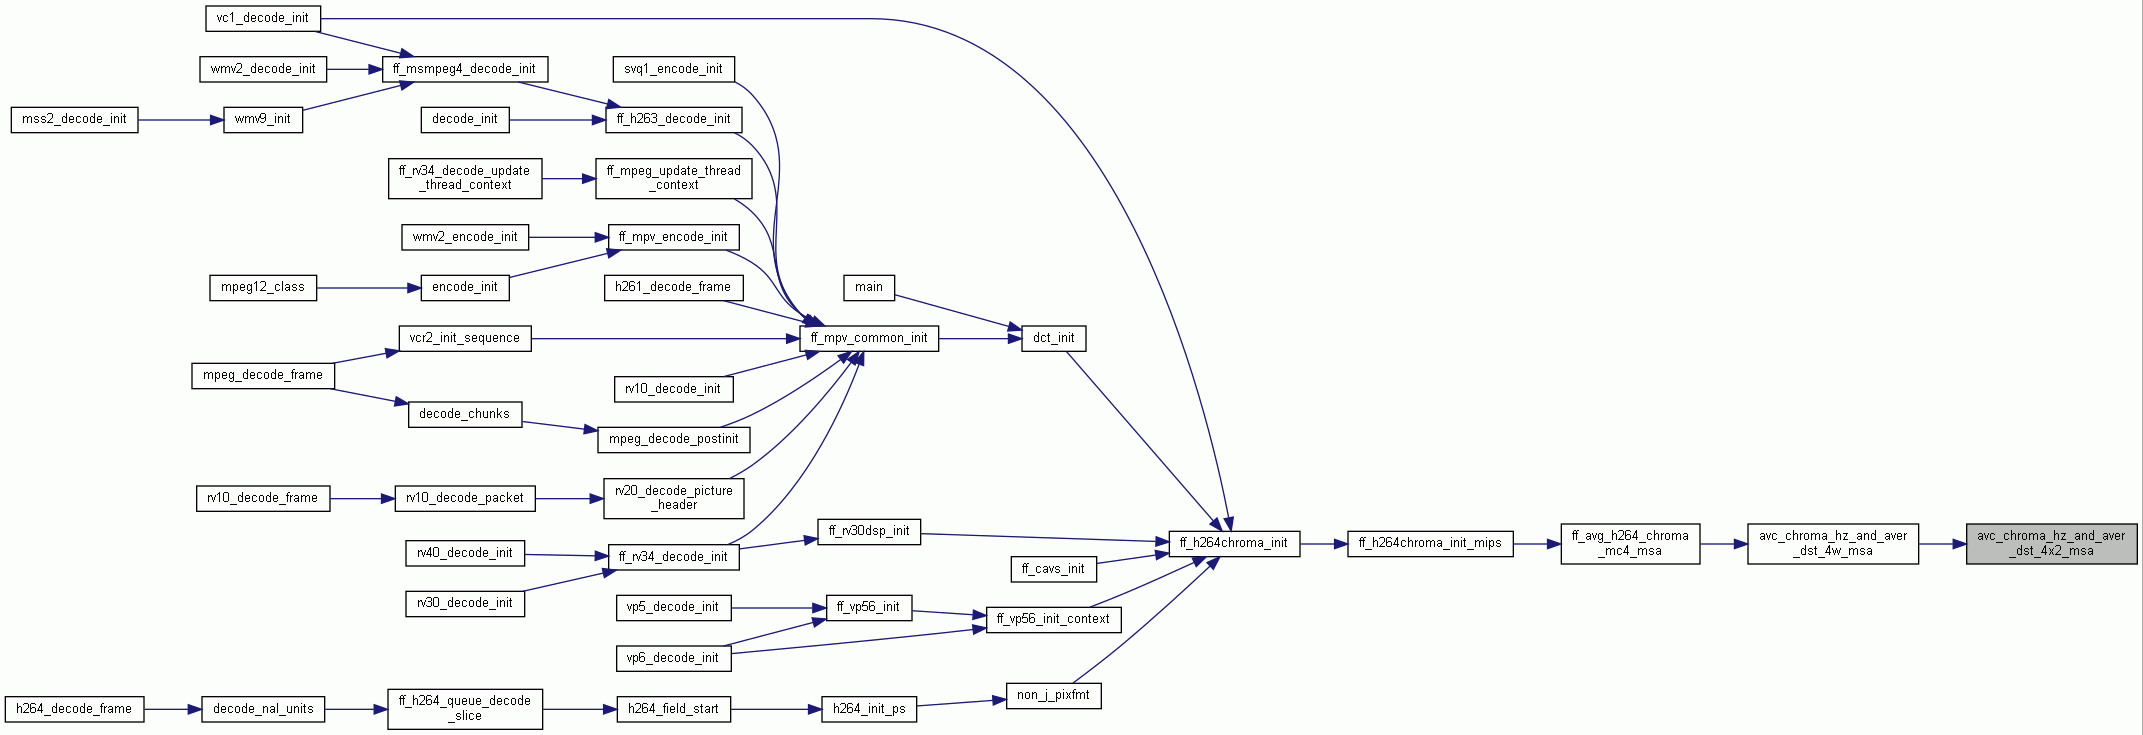 vc1_decode_init
wmv2_decode_init
ff_msmpeg4_decode_init
svq1_encode_init
mss2_decode_init
wmv9_init
decode_init
ff_h263_decode_init
ff_rv34_decode_update
_thread_context
ff_mpeg_update_thread
_context
wmv2_encode_init
ff_mpv_encode_init
mpeg12_class
encode_init
h261_decode_frame
main
vcr2_init_sequence
ff_mpv_common_init
dct_init
mpeg_decode_frame
rv10_decode_init
decode_chunks
mpeg_decode_postinit
rv10_decode_frame
rv10_decode_packet
rv20_decode_picture
_header
rv40_decode_init
ff_rv34_decode_init
ff_rv30dsp_init
ff_h264chroma_init
ff_h264chroma_init_mips
ff_avg_h264_chroma
_mc4_msa
avc_chroma_hz_and_aver
_dst_4w_msa
avc_chroma_hz_and_aver
_dst_4x2_msa
ff_cavs_init
rv30_decode_init
vp5_decode_init
ff_vp56_init
ff_vp56_init_context
vp6_decode_init
non_j_pixfmt
h264_decode_frame
decode_nal_units
ff_h264_queue_decode
_slice
h264_field_start
h264_init_ps